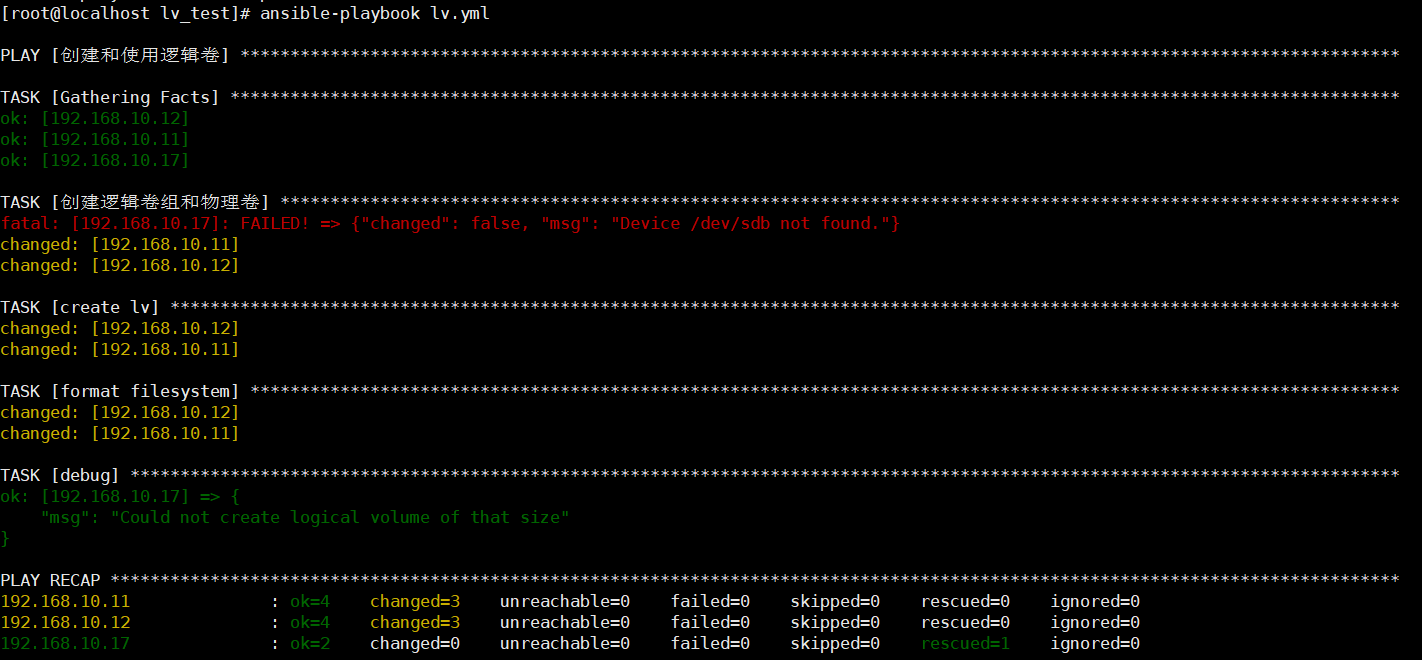 [root@localhost lv_test]# ansible-playbook lv.yml
PLAY [创建和使用逻辑卷] ********************************************************************************************************************
TASK [Gathering Facts] *********************************************************************************************************************
ok: [192.168.10.12]
ok: [192.168.10.11]
ok: [192.168.10.17]
TASK [创建逻辑卷组和物理卷] ****************************************************************************************************************
fatal: [192.168.10.17]: FAILED! => {"changed": false, "msg": "Device /dev/sdb not found."}
changed: [192.168.10.11]
changed: [192.168.10.12]
TASK [create lv] ***************************************************************************************************************************
changed: [192.168.10.12]
changed: [192.168.10.11]
TASK [format filesystem] *******************************************************************************************************************
changed: [192.168.10.12]
changed: [192.168.10.11]
TASK [debug] *******************************************************************************************************************************
ok: [192.168.10.17] => {
    "msg": "Could not create logical volume of that size"
}
PLAY RECAP *********************************************************************************************************************************
192.168.10.11              : ok=4    changed=3    unreachable=0    failed=0    skipped=0    rescued=0    ignored=0
192.168.10.12              : ok=4    changed=3    unreachable=0    failed=0    skipped=0    rescued=0    ignored=0
192.168.10.17              : ok=2    changed=0    unreachable=0    failed=0    skipped=0    rescued=1    ignored=0